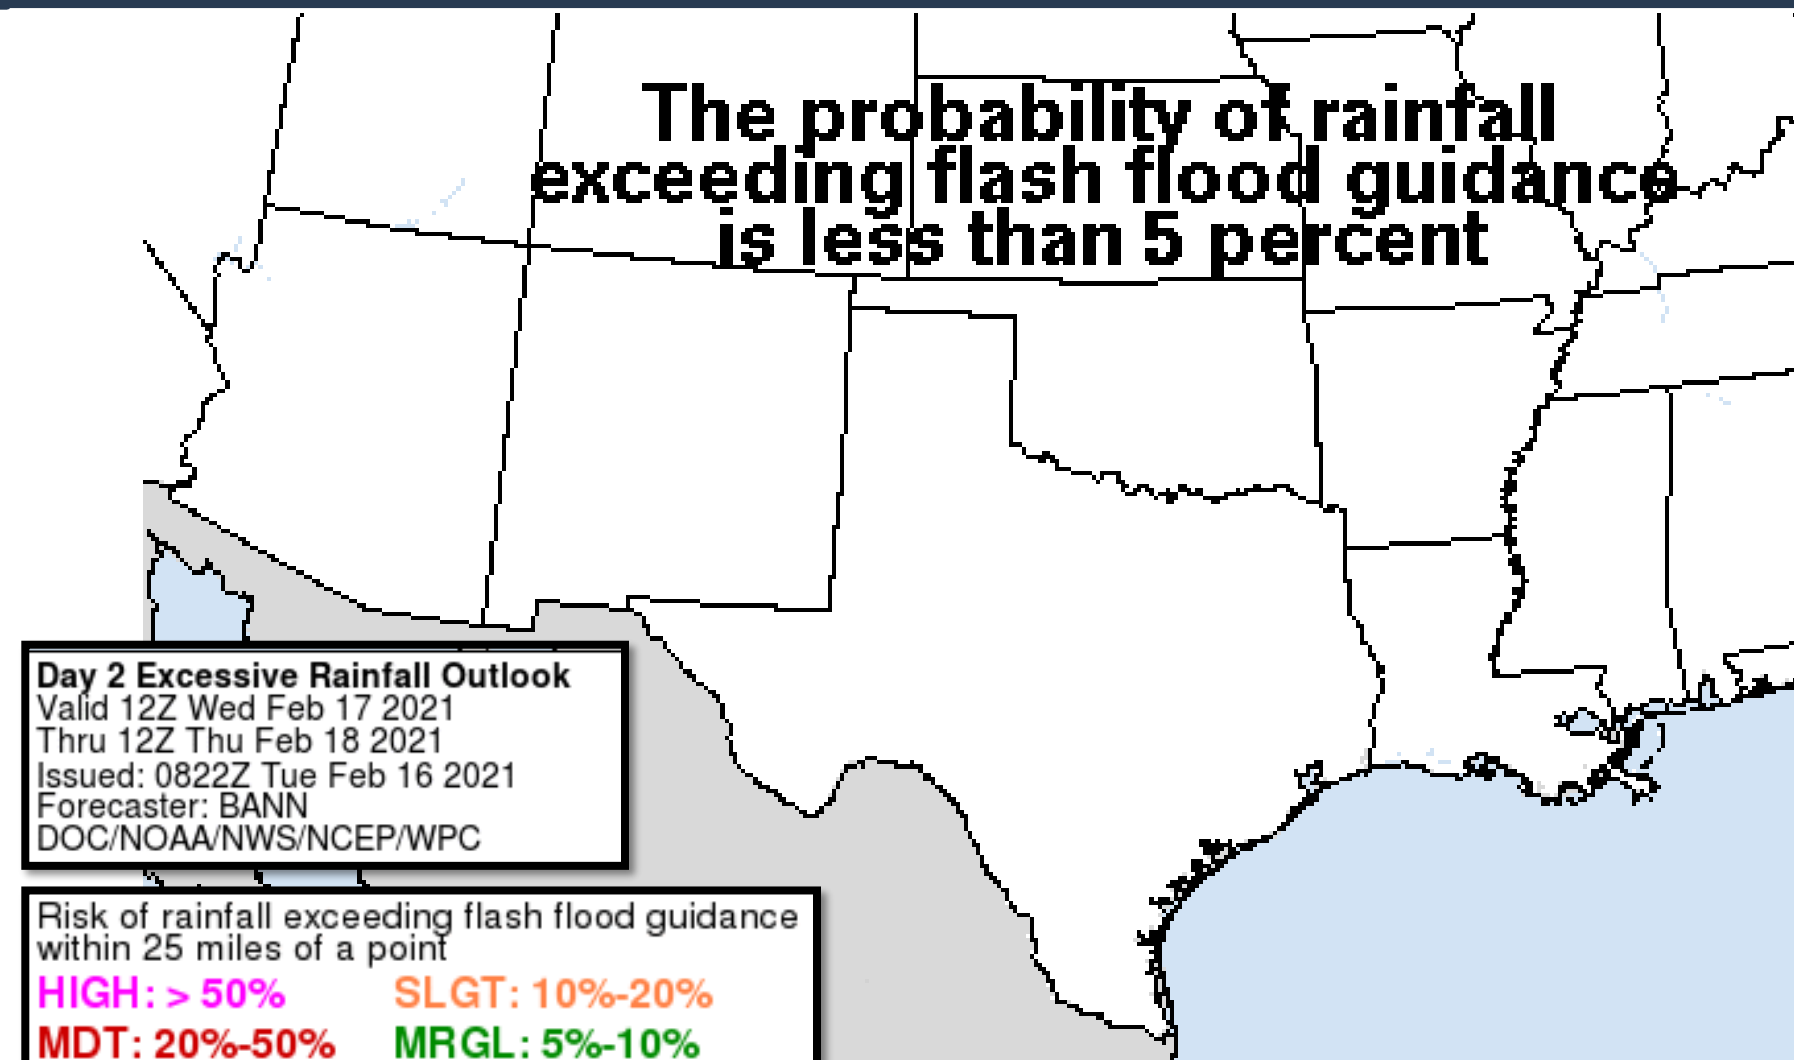 The probability of rainfall
exceeding flash flood guidance
is less than 5 percent
Day 2 Excessive Rainfall Outlook
Valid 12Z Wed Feb 17 2021
Thru 12Z Thu Feb 18 2021
Issued: 0822Z Tue Feb 16 2021
Forecaster: BANN
DOC/NOAA/NWS/NCEP/WPC
Risk of rainfall exceeding flash flood guidance
within 25 miles of a point
HIGH: > 50% SLGT: 10%-20%
MDT: 20%-50% MRGL: 5%-10%